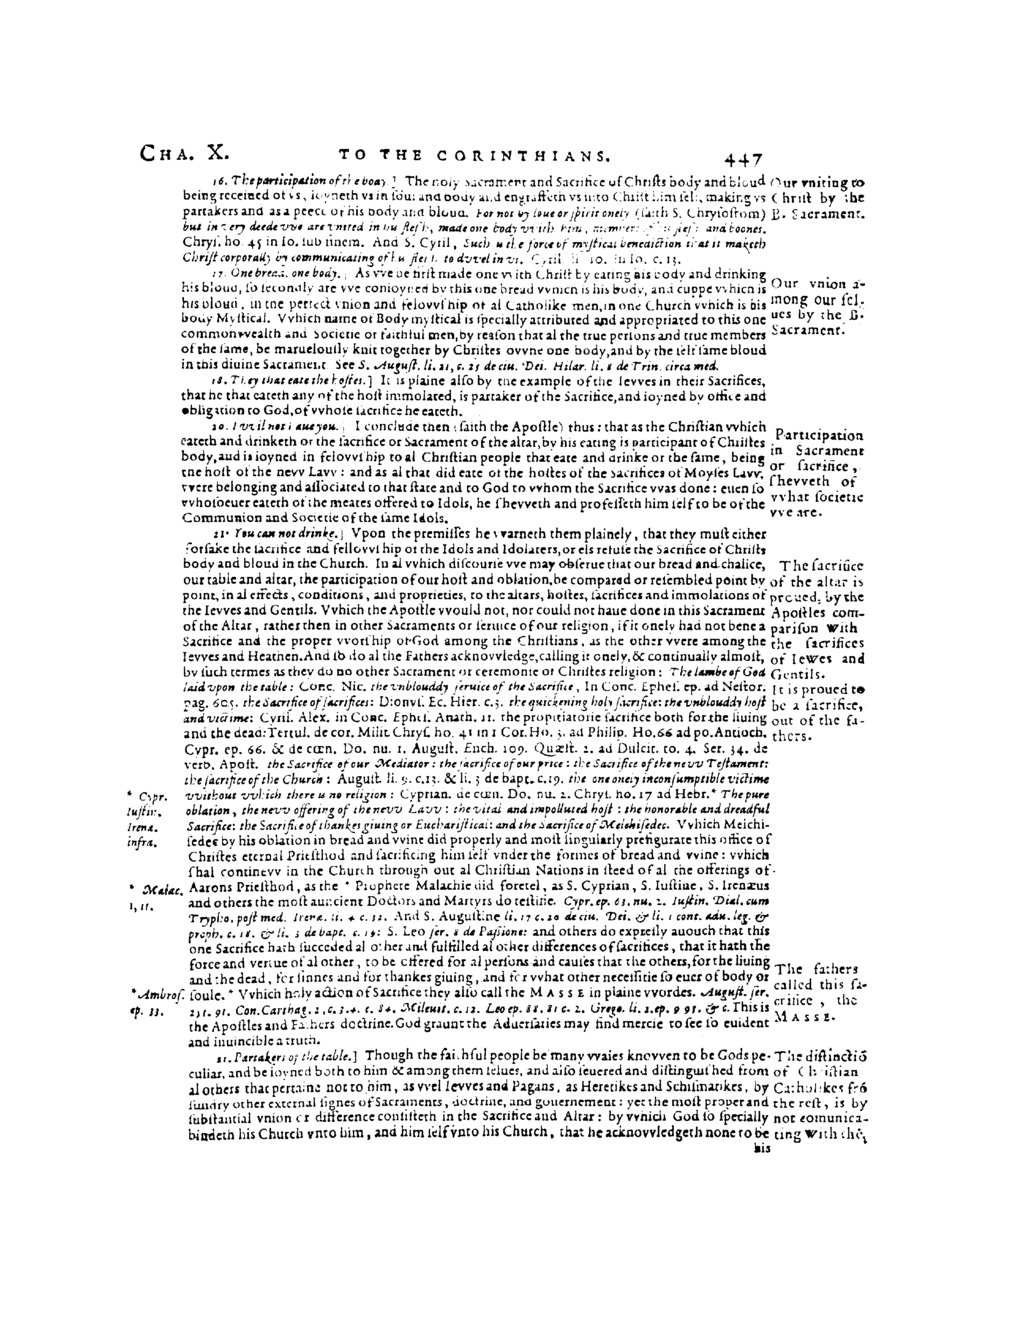 CHA. X. TO THE CORINTHIANS. 447
16. The participation of the body.] The holy Sacrament and Sacrifice of Chriſts body and bloud
being receiued of vs, ioyneth vs in ſoul and body and engraffeth vs into Chriſt him ſelf, making vs
partakers and as a peece of his body and bloud. For not by loue or ſpirit onely (ſaith S. Chryſoſtom)
but in very deede vve are vnited in his fleſh, made one body vvith him, members of his fleſh and boones.
Chryſ. ho. 45 in Io. ſub finem. And S. Cyril, Such is the force of myſtical benediction that it maketh
Chriſt corporally by communicating of his fleſh to dvvel in vs. Cyril. li. 10. in Io. c. 13.
Our vniting to
Chriſt by the
B. Sacrament.
17. One bread, one body.] As vve be firſt made one vvith Chriſt by eating his body and drinking
his bloud, ſo ſecondly are vve conioyned by this one bread vvhich is his body, and cuppe vvhich is
his bloud, in the perfect vnion and felovvſhip of al Catholike men, in one Church vvhich is his
body Myſtical. Vvhich name of Body myſtical is ſpecially attributed and appropriated to this one
commonvvealth and Societie of faithful men, by reaſon that al the true perſons and true members
of the ſame, be marueloufly knit together by Chriſtes ovvne one body, and by the ſelf ſame bloud
in this diuine Sacrament. See S. Auguſt. li. 21, c. 25 de ciu. Dei. Hilar. li. 8 de Trin. circa med.
Our vnion a-
mong our ſel-
ues by the B.
Sacrament.
18. They that eate the hoſtes.] It is plaine alſo by the example of the Ievves in their Sacrifices,
that he that eateth any of the hoſt immolated, is partaker of the Sacrifice, and ioyned by office and
obligation to God, of vvhoſe ſacrifice he eateth.
20. I vvil not haue you.] I conclude then (ſaith the Apoſtle) thus: that as the Chriſtian vvhich
eateth and drinketh of the ſacrifice or Sacrament of the altar, by his eating is participant of Chriſtes
body, and is ioyned in felovvſhip to al Chriſtian people that eate and drinke of the ſame, being
the hoſt of the nevv Lavv: and as al that did eate of the hoſtes of the ſacrifices of Moyſes Lavv,
vvere belonging and aſſociated to that ſtate and to God to vvhom the Sacrifice vvas done: euen ſo
vvhoſoeuer eateth of the meates offered to Idols, he ſhevveth and profeſſeth him ſelf to be of the
Communion and Societie of the ſame Idols.
Participation
in Sacrament
or ſacrifice,
ſhevveth of
vvhat ſocietie
vve are.
21. You can not drinke.] Vpon the premiſſes he vvarneth them plainely, that they muſt either
forſake the ſacrifice and fellovvſhip of the Idols and Idolaters, or els refuſe the Sacrifice of Chriſts
body and bloud in the Church. In al vvhich diſcourſe vve may obſerue that our bread and chalice,
our table and altar, the participation of our hoſt and oblation, be compared or reſembled point by
point, in al effects, conditions, and proprieties, to the altars, hoſtes, ſacrifices and immolations of
the Ievves and Gentils. Vvhich the Apoſtle vvould not, nor could not haue done in this Sacrament
of the Altar, rather then in other Sacraments or ſeruice of our religion, if it onely had not bene a
Sacrifice and the proper vvorſhip of God among the Chriſtians, as the other vvere among the
Ievves and Heathen. And ſo do al the Fathers acknovvledge, calling it onely, & continually almoſt,
by ſuch termes as they do no other Sacrament or ceremonie of Chriſtes religion: The lambe of God
laid vpon the table: Conc. Nic. the vnblouddy ſeruice of the Sacrifice, In Conc. Epheſ. ep. ad Neſtor.
pag. 605. the Sacrifice of ſacrifices: Dionyſ. Ec. Hier. c. 3. the quickening holy ſacrifice: the vnblouddy hoſt
and victime: Cyril. Alex. in Conc. Epheſ. Anath. 11. the propitiatorie ſacrifice both for the liuing
and the dead: Tertul. de cor. Milit. Chryſ. ho. 41 in 1 Cor. Ho. 3. ad Philip. Ho. 66 ad po. Antioch.
Cypr. ep. 66. & de cœn. Do. nu. 1. Auguſt. Ench. 109. Quæſt. 2. ad Dulcit. to. 4. Ser. 34. de
verb. Apoſt. the Sacrifice of our Mediator: the ſacrifice of our price: the Sacrifice of the nevv Teſtament:
the ſacrifice of the Church: Auguſt. li. 9. c. 13. & li. 3 de bapt. c. 19. the one onely inconſumptible victime
vvithout vvhich there is no religion: Cyprian. de cœn. Do. nu. 2. Chryſ. ho. 17 ad Hebr. * The pure
oblation, the nevv offering of the nevv Lavv: the vital and impolluted hoſt: the honorable and dreadful
Sacrifice: the Sacrifice of thankes giuing or Euchariſtical: and the Sacrifice of Melchiſedec. Vvhich Melchi-
ſedec by his oblation in bread and vvine did properly and moſt ſingularly prefigurate this office of
Chriſtes eternal Prieſthod and ſacrificing him ſelf vnder the formes of bread and vvine: vvhich
ſhal continevv in the Church through out al Chriſtian Nations in ſteed of al the offerings of
Aarons Prieſthod, as the * Prophete Malachie did foretel, as S. Cyprian, S. Iuſtine, S. Irenæus
and others the moſt auncient Doctors and Martyrs do teſtifie. Cypr. ep. 63. nu. 2. Iuſtin. Dial. cum
Trypho. poſt med. Irenæ. li. 4 c. 32. And S. Auguſtine li. 17 c. 20 de ciu. Dei. & li. 1 cont. adu. leg. &
proph. c. 18. & li. 3 de bapt. c. 19: S. Leo ſer. 8 de Paſſione: and others do expreſly auouch that this
one Sacrifice hath ſucceded al other and fulfilled al other differences of ſacrifices, that it hath the
force and vertue of al other, to be offered for al perſons and cauſes that the others, for the liuing
and the dead, for ſinnes and for thankes giuing, and for vvhat other neceſſitie ſo euer of body or
ſoule. * Vvhich holy action of Sacrifice they alſo call the MASSE in plaine vvordes. Auguſt. ſer.
251. 91. Con. Carthag. 2, c. 3. 4. c. 84. Mileuit. c. 12. Leo ep. 88. 81 c. 2. Grego. li. 2. ep. 9 91. & c. This is
the Apoſtles and Fathers doctrine. God graunt the Aduerſaries may find mercie to ſee ſo euident
and inuincible a truth.
The ſacrifice
of the altar is
proued, by the
Apoſtles com-
pariſon With
the ſacrifices
of IeWes and
Gentils.
It is proued to
be a ſacrifice,
out of the fa-
thers.
* Cypr.
Iuſtin.
Irenæ.
infra.
* Malac.
1, 11.
* Ambroſ.
ep. 33.
The fathers
called this ſa-
crifice, the
MASSE.
21. Partakers of the table.] Though the faithful people be many vvaies knovven to be Gods pe-
culiar, and be ioyned both to him & among them ſelues, and alſo ſeuered and diſtinguiſhed from
al others that pertaine not to him, as vvel Ievves and Pagans, as Heretikes and Schiſmatikes, by
ſundry other external ſignes of Sacraments, doctrine, and gouernement: yet the moſt proper and
ſubſtantial vnion or difference conſiſteth in the Sacrifice and Altar: by vvhich God ſo ſpecially
bindeth his Church vnto him, and him ſelf vnto his Church, that he acknovvledgeth none to be
The diſtinctiō
of Chriſtian
Catholikes frō
the reſt, is by
not cōmunica-
ting With the
his